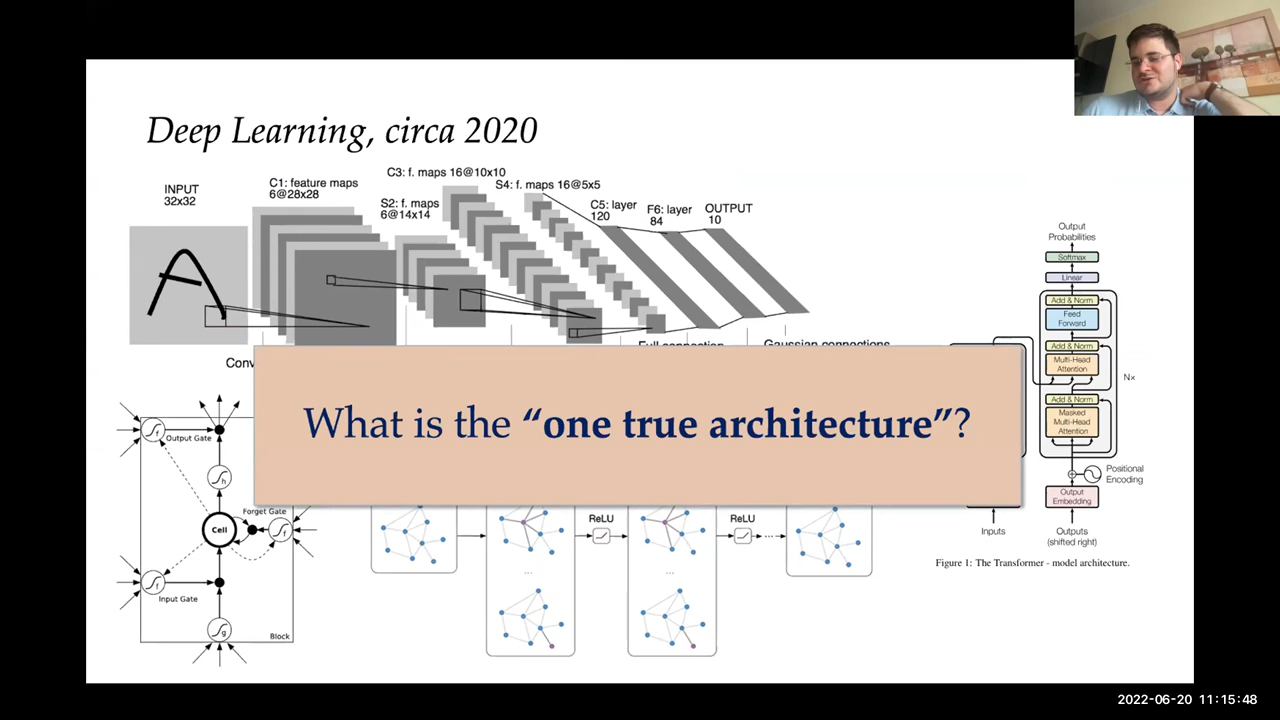 Deep Learning, circa 2020
INPUT
32x32
C1: feature maps
6@28x28
C3: f. maps 16@10x10
S2: f. maps
6@14x14
S4: f. maps 16@5x5
C5: layer
120
F6: layer
84
OUTPUT
10
Full connection
Gaussian connections
Conv
What is the “one true architecture”?
Output Gate
h
f
Forget Gate
Cell
f
f
Input Gate
g
Block
ReLU
ReLU
...
...
...
Output
Probabilities
Softmax
Linear
Add & Norm
Feed
Forward
Add & Norm
Multi-Head
Attention
N×
Add & Norm
Masked
Multi-Head
Attention
Positional
Encoding
Output
Embedding
Inputs
Outputs
(shifted right)
Figure 1: The Transformer - model architecture.
2022-06-20 11:15:48